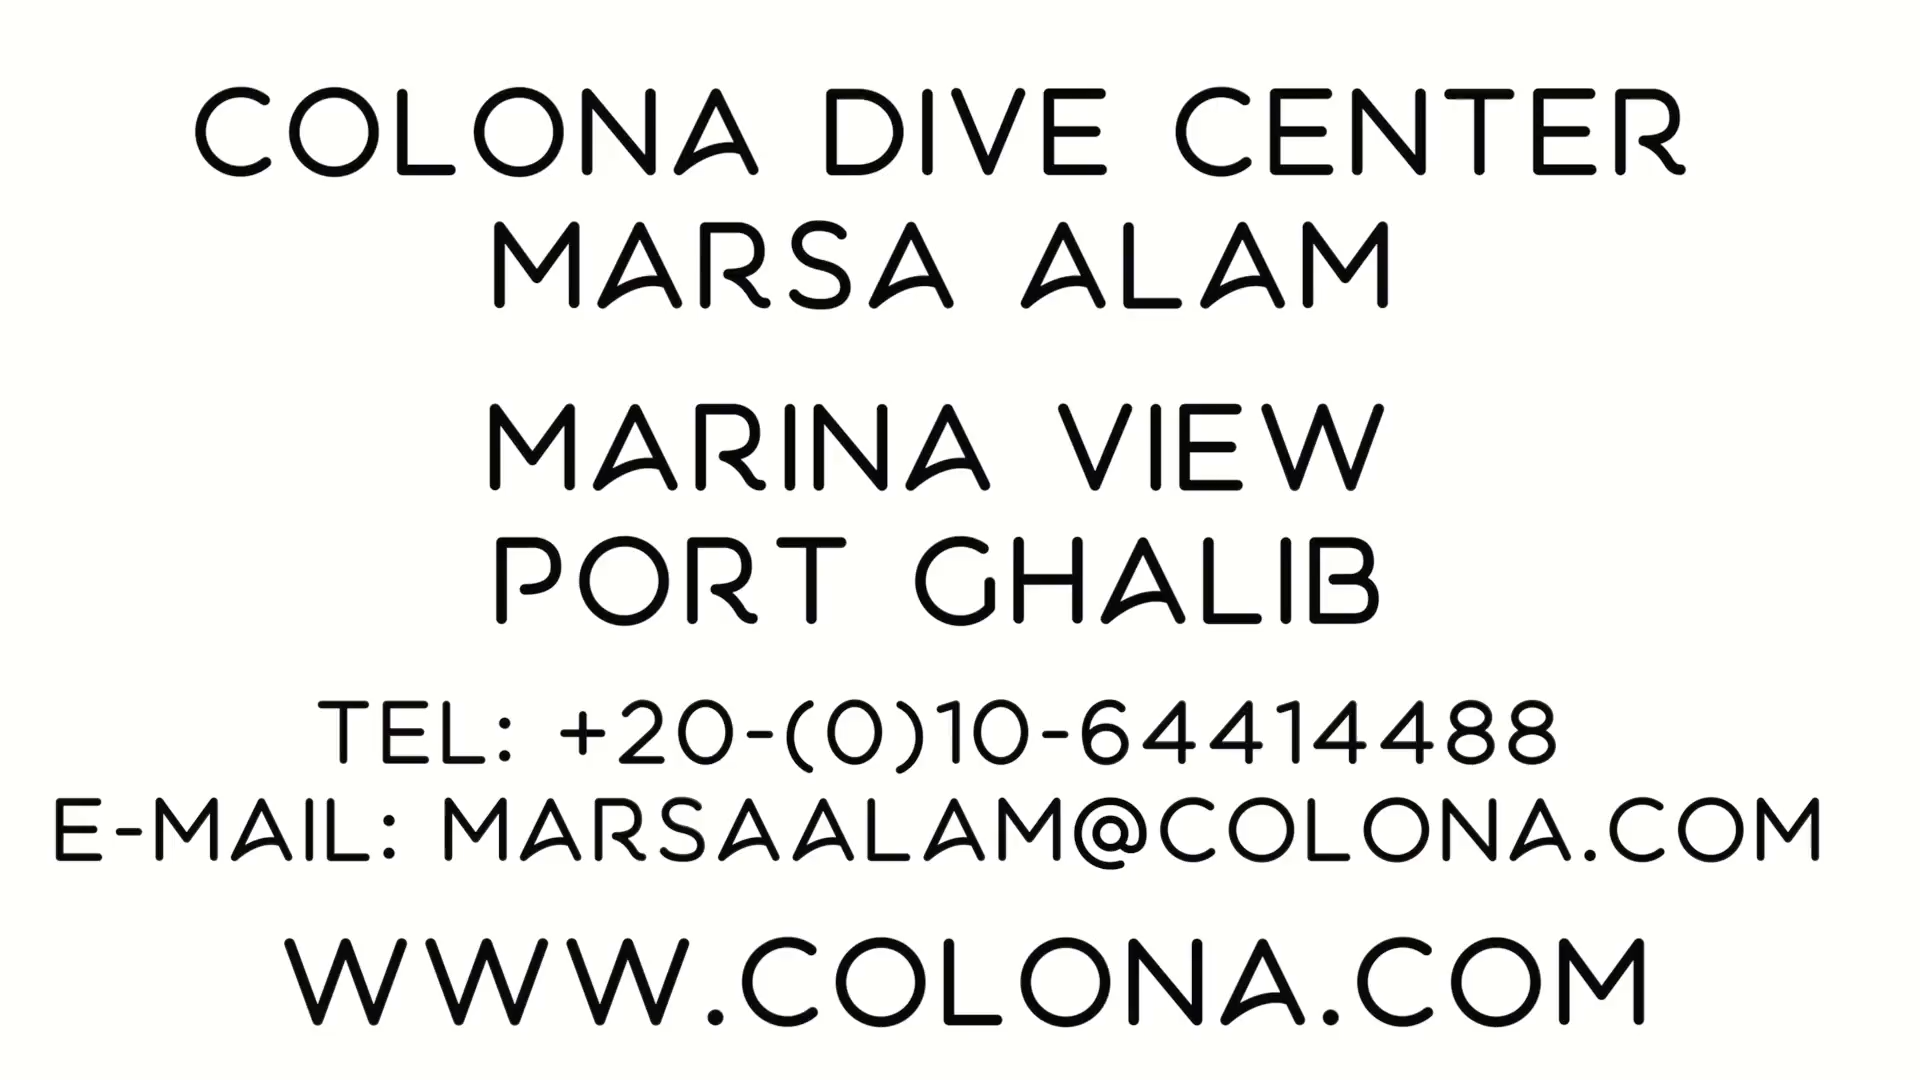 COLONA DIVE CENTER
MARSA ALAM
MARINA VIEW
PORT GHALIB
TEL: +20-(0)10-64414488
E-MAIL: MARSAALAM@COLONA.COM
WWW.COLONA.COM